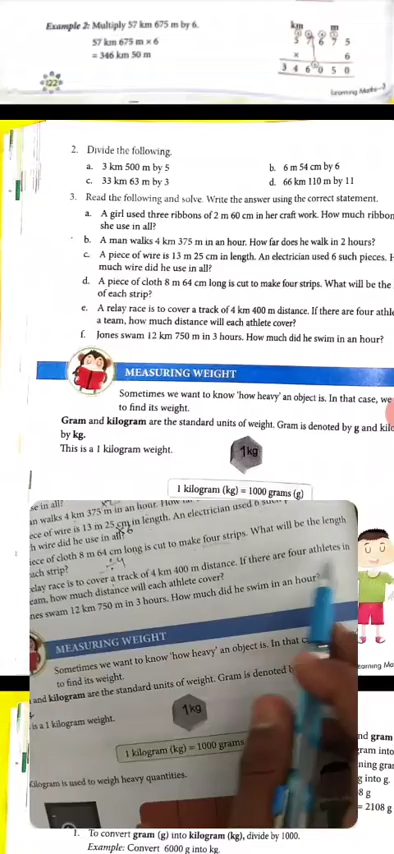 Example 2: Multiply 57 km 675 m by 6.
57 km 675 m × 6
= 346 km 50 m
km m
5 7 6 7 5
× 6
3 4 6 0 5 0
122
Learning Maths-3
2. Divide the following.
a. 3 km 500 m by 5
b. 6 m 54 cm by 6
c. 33 km 63 m by 3
d. 66 km 110 m by 11
3. Read the following and solve. Write the answer using the correct statement.
a. A girl used three ribbons of 2 m 60 cm in her craft work. How much ribbon
she use in all?
b. A man walks 4 km 375 m in an hour. How far does he walk in 2 hours?
c. A piece of wire is 13 m 25 cm in length. An electrician used 6 such pieces. H
much wire did he use in all?
d. A piece of cloth 8 m 64 cm long is cut to make four strips. What will be the
of each strip?
e. A relay race is to cover a track of 4 km 400 m distance. If there are four athle
a team, how much distance will each athlete cover?
f. Jones swam 12 km 750 m in 3 hours. How much did he swim in an hour?
MEASURING WEIGHT
Sometimes we want to know 'how heavy' an object is. In that case, we
to find its weight.
Gram and kilogram are the standard units of weight. Gram is denoted by g and kilo
by kg.
This is a 1 kilogram weight.
1kg
1 kilogram (kg) = 1000 grams (g)
se in all?
an walks 4 km 375 m in an hour. How
ece of wire is 13 m 25 cm in length. An electrician used 6 such
h wire did he use in all?
iece of cloth 8 m 64 cm long is cut to make four strips. What will be the length
ach strip?
÷4
elay race is to cover a track of 4 km 400 m distance. If there are four athletes in
eam, how much distance will each athlete cover?
nes swam 12 km 750 m in 3 hours. How much did he swim in an hour?
MEASURING WEIGHT
Sometimes we want to know 'how heavy' an object is. In that c
to find its weight.
and kilogram are the standard units of weight. Gram is denoted b
is a 1 kilogram weight.
1kg
1 kilogram (kg) = 1000 grams
Kilogram is used to weigh heavy quantities.
earning Ma
nd gram
gram into
ning gra
g into g.
8 g
= 2108 g
1. To convert gram (g) into kilogram (kg), divide by 1000.
Example: Convert 6000 g into kg.